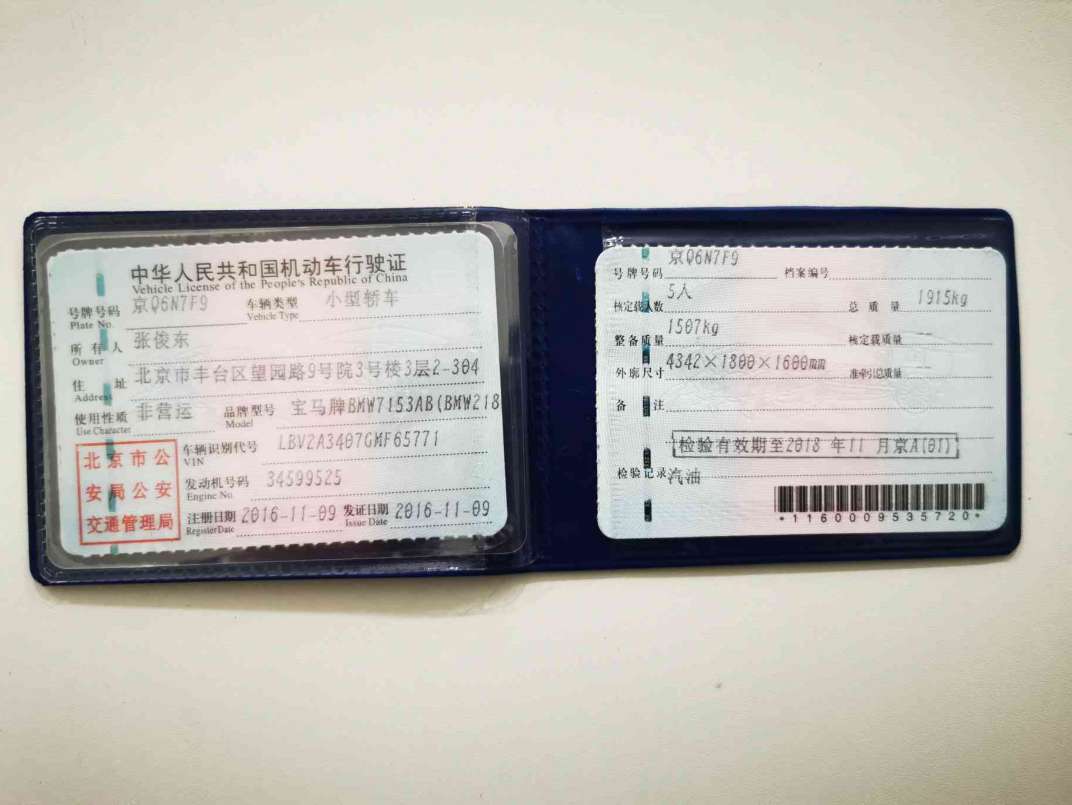 中华人民共和国机动车行驶证
Vehicle License of the People's Republic of China
号牌号码 京Q6N7F9 车辆类型 小型轿车
Plate No. Vehicle Type
所有人 张俊东
Owner
住址 北京市丰台区望园路9号院3号楼3层2-304
Address
使用性质 非营运 品牌型号 宝马牌BMW7153AB(BMW218
Use Character Model
北京市公
安局公安
交通管理局
车辆识别代号 LBV2A3407GMF65771
VIN
发动机号码 34599525
Engine No.
注册日期 2016-11-09 发证日期 2016-11-09
Register Date Issue Date
号牌号码 京Q6N7F9 档案编号
核定载人数 5人 总质量 1915kg
整备质量 1507kg 核定载质量
外廓尺寸 4342×1800×1600mm 准牵引总质量
备注
检验有效期至2018 年11 月京A(01)
检验记录 汽油
*1160009535720*